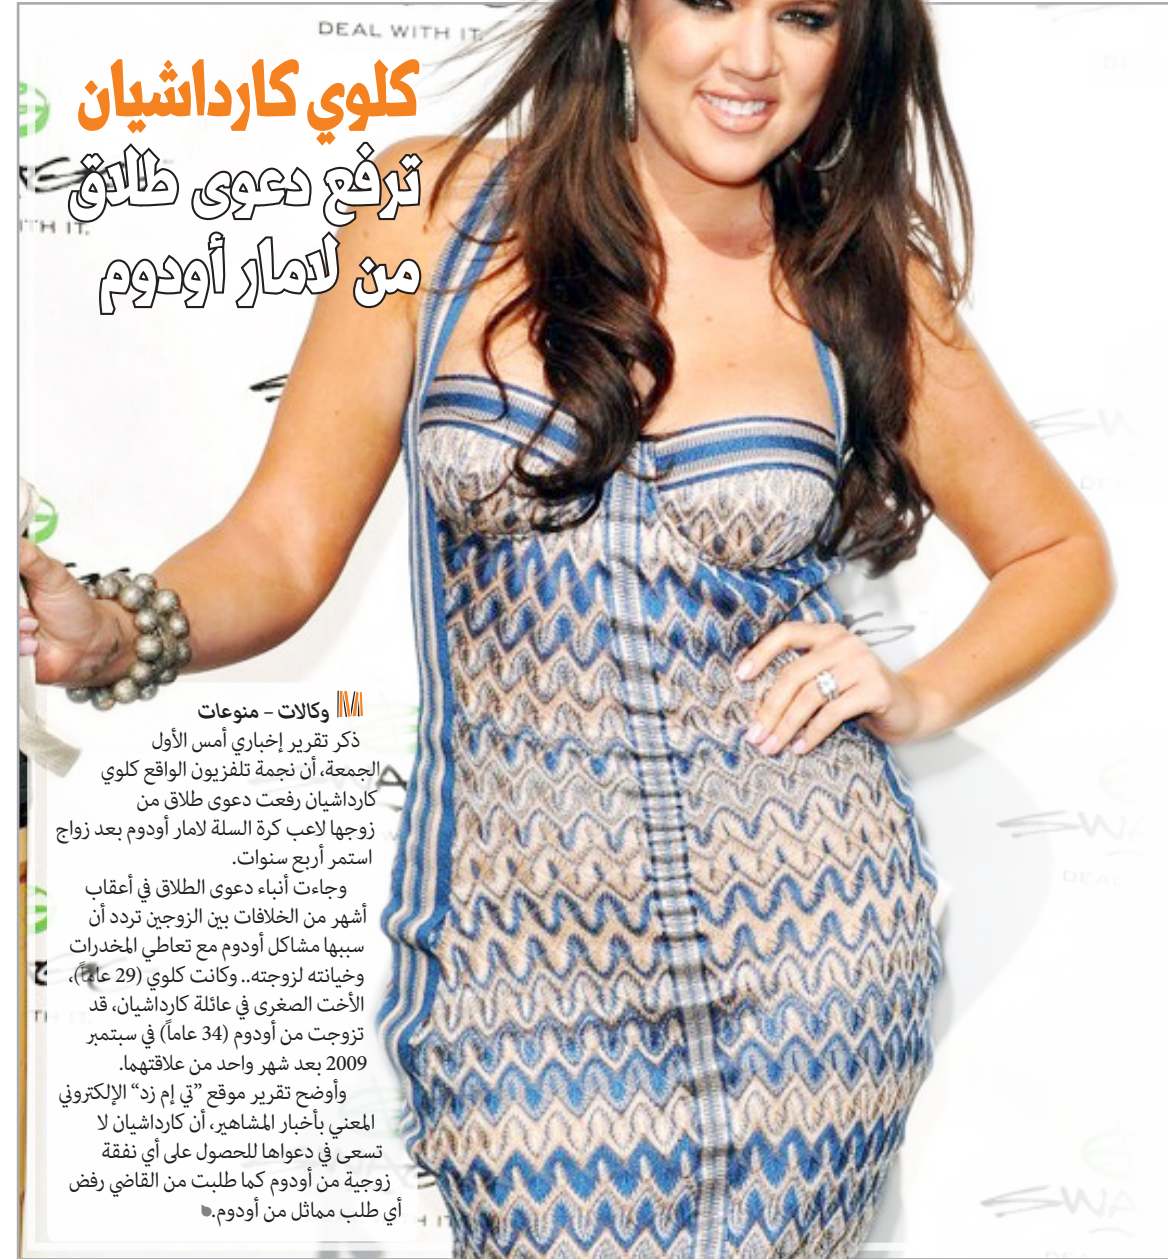 DEAL WITH IT.
كلوي كارداشيان
ترفع دعوى طلاق
من لامار أودوم
TH IT.
وكالات – منوعات
ذكر تقرير إخباري أمس الأول
الجمعة، أن نجمة تلفزيون الواقع كلوي
كارداشيان رفعت دعوى طلاق من
زوجها لاعب كرة السلة لامار أودوم بعد زواج
استمر أربع سنوات.
وجاءت أنباء دعوى الطلاق في أعقاب
أشهر من الخلافات بين الزوجين تردد أن
سببها مشاكل أودوم مع تعاطي المخدرات
وخيانته لزوجته.. وكانت كلوي (29 عاماً)،
الأخت الصغرى في عائلة كارداشيان، قد
تزوجت من أودوم (34 عاماً) في سبتمبر
2009 بعد شهر واحد من علاقتهما.
وأوضح تقرير موقع ”تي إم زد“ الإلكتروني
المعني بأخبار المشاهير، أن كارداشيان لا
تسعى في دعواها للحصول على أي نفقة
زوجية من أودوم كما طلبت من القاضي رفض
أي طلب مماثل من أودوم.
SWA
DEAL
SWA